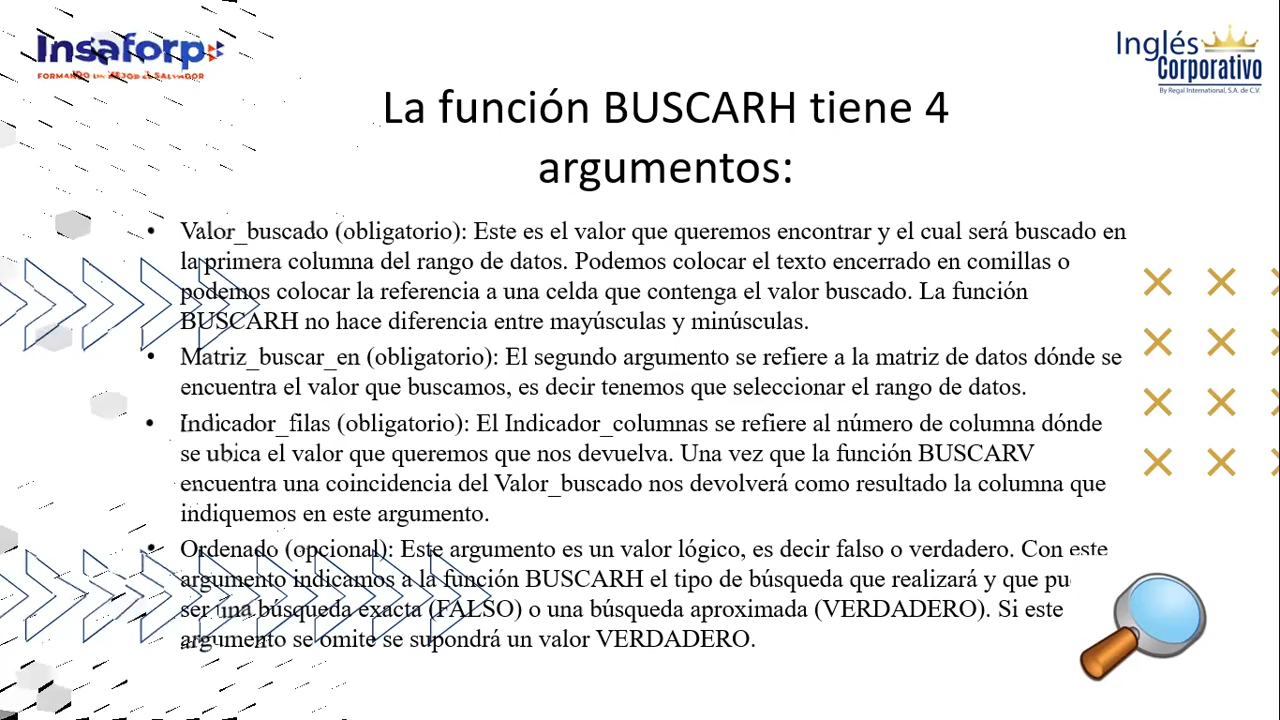 Insaforp
FORMANDO UN MEJOR EL SALVADOR
Inglés
Corporativo
By Regal International, S.A. de C.V.
La función BUSCARH tiene 4
argumentos:
• Valor_buscado (obligatorio): Este es el valor que queremos encontrar y el cual será buscado en
la primera columna del rango de datos. Podemos colocar el texto encerrado en comillas o
podemos colocar la referencia a una celda que contenga el valor buscado. La función
BUSCARH no hace diferencia entre mayúsculas y minúsculas.
• Matriz_buscar_en (obligatorio): El segundo argumento se refiere a la matriz de datos dónde se
encuentra el valor que buscamos, es decir tenemos que seleccionar el rango de datos.
• Indicador_filas (obligatorio): El Indicador_columnas se refiere al número de columna dónde
se ubica el valor que queremos que nos devuelva. Una vez que la función BUSCARV
encuentra una coincidencia del Valor_buscado nos devolverá como resultado la columna que
indiquemos en este argumento.
• Ordenado (opcional): Este argumento es un valor lógico, es decir falso o verdadero. Con este
argumento indicamos a la función BUSCARH el tipo de búsqueda que realizará y que pu
ser una búsqueda exacta (FALSO) o una búsqueda aproximada (VERDADERO). Si este
argumento se omite se supondrá un valor VERDADERO.